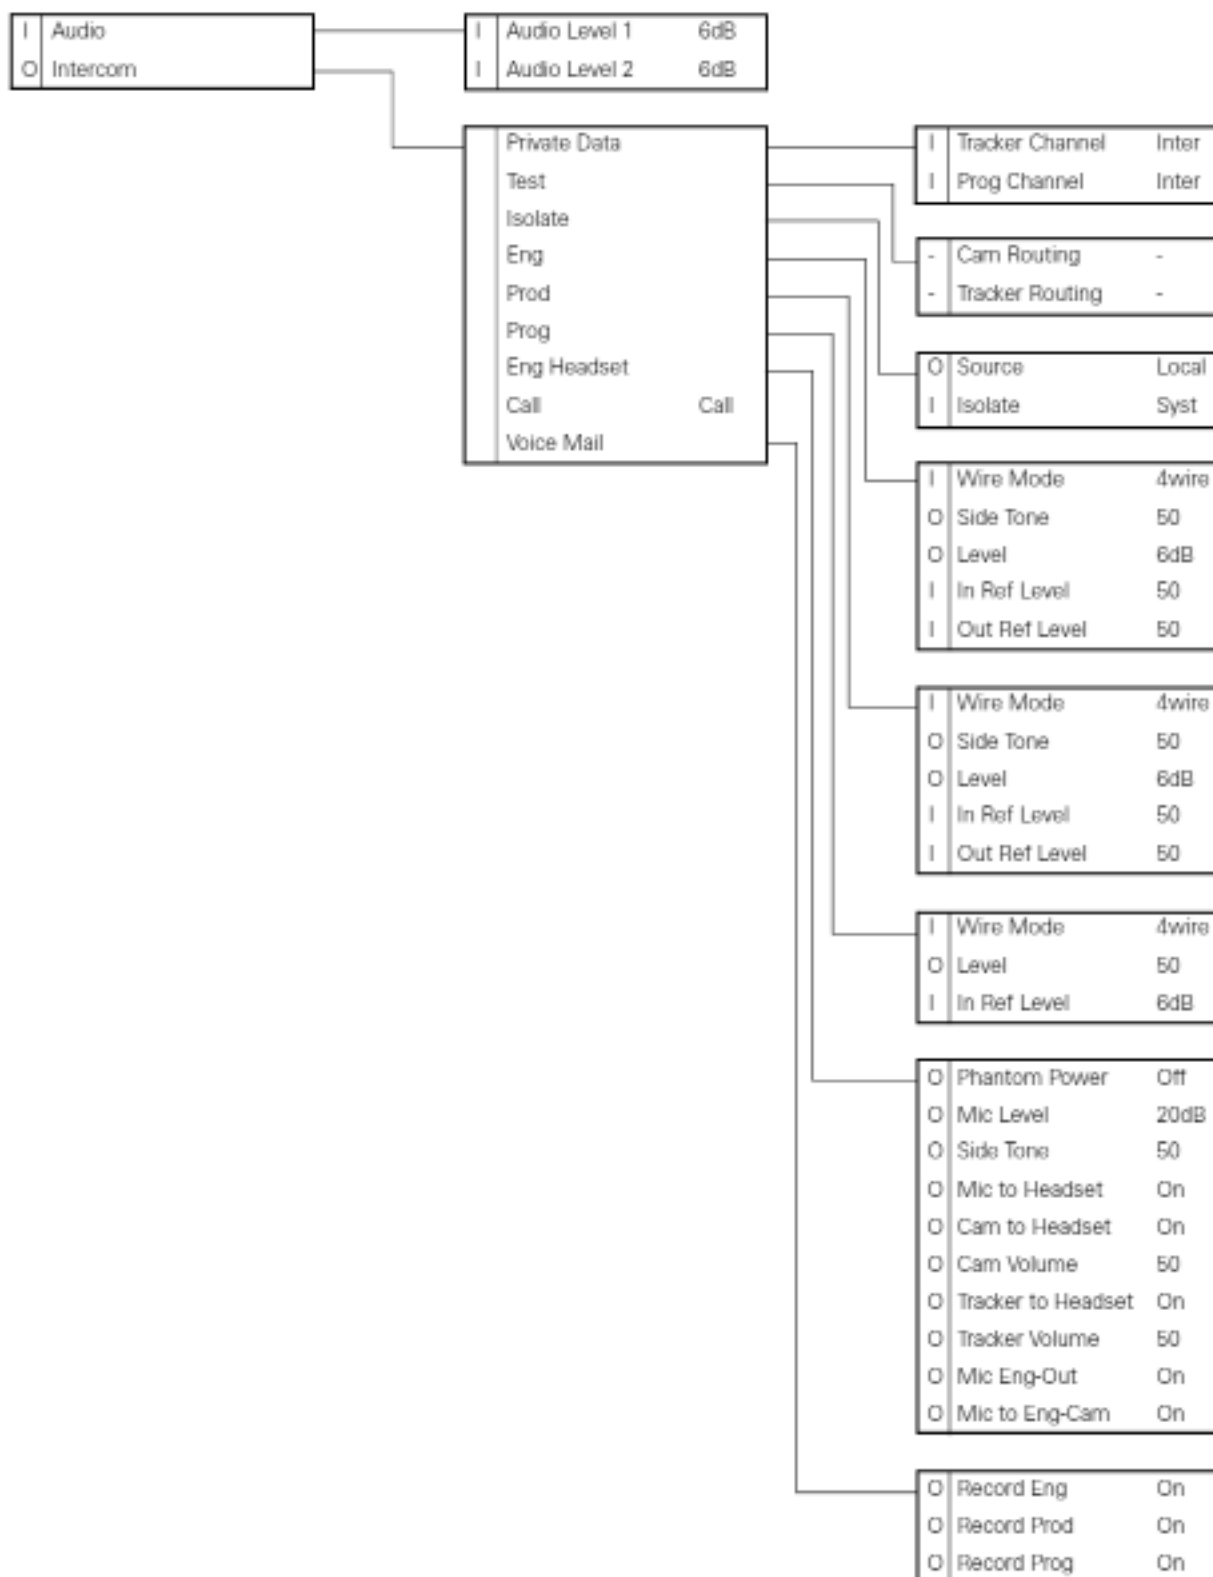 I Audio
O Intercom
I Audio Level 1 6dB
I Audio Level 2 6dB
Private Data
Test
Isolate
Eng
Prod
Prog
Eng Headset
Call Call
Voice Mail
I Tracker Channel Inter
I Prog Channel Inter
- Cam Routing -
- Tracker Routing -
O Source Local
I Isolate Syst
I Wire Mode 4wire
O Side Tone 50
O Level 6dB
I In Ref Level 50
I Out Ref Level 50
I Wire Mode 4wire
O Side Tone 50
O Level 6dB
I In Ref Level 50
I Out Ref Level 50
I Wire Mode 4wire
O Level 50
I In Ref Level 6dB
O Phantom Power Off
O Mic Level 20dB
O Side Tone 50
O Mic to Headset On
O Cam to Headset On
O Cam Volume 50
O Tracker to Headset On
O Tracker Volume 50
O Mic Eng-Out On
O Mic to Eng-Cam On
O Record Eng On
O Record Prod On
O Record Prog On